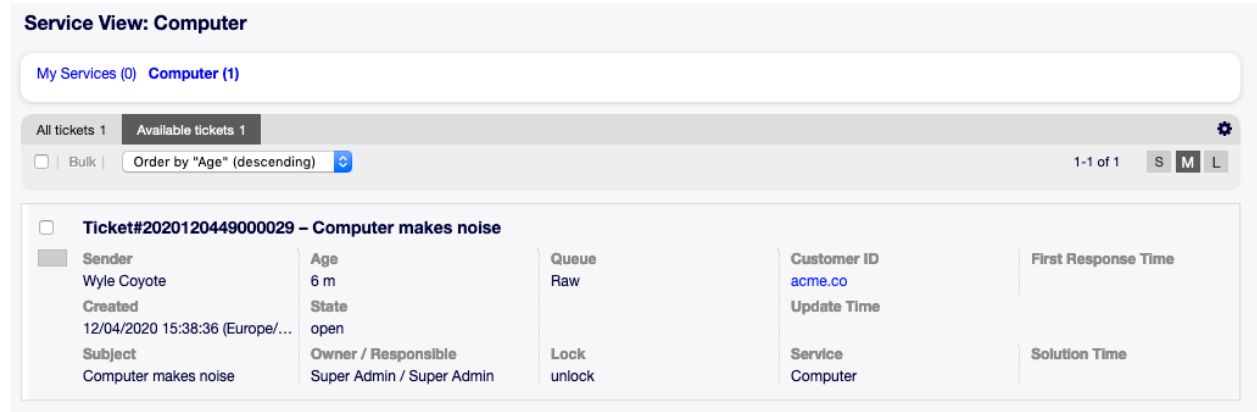 Service View: Computer
My Services (0) Computer (1)
All tickets 1 Available tickets 1
| Bulk | Order by "Age" (descending) 1-1 of 1 S M L
Ticket#2020120449000029 – Computer makes noise
Sender Age Queue Customer ID First Response Time
Wyle Coyote 6 m Raw acme.co
Created State Update Time
12/04/2020 15:38:36 (Europe/... open
Subject Owner / Responsible Lock Service Solution Time
Computer makes noise Super Admin / Super Admin unlock Computer